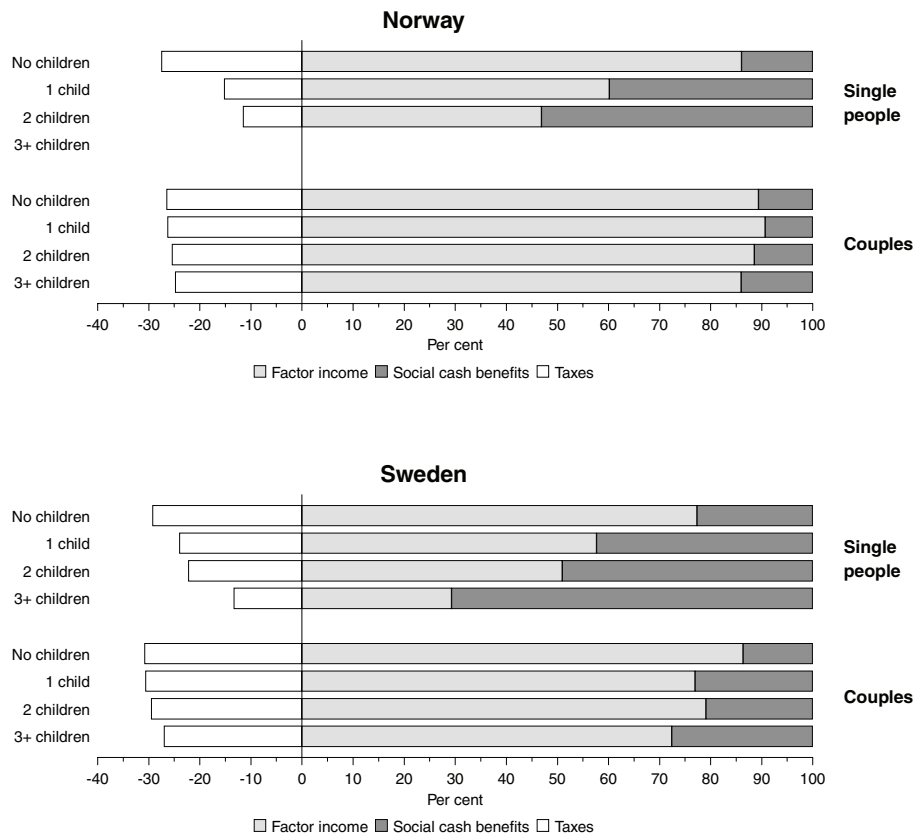 Norway
No children
1 child
2 children
3+ children
Single
people
No children
1 child
2 children
3+ children
Couples
-40 -30 -20 -10 0 10 20 30 40 50 60 70 80 90 100
Per cent
Factor income Social cash benefits Taxes
Sweden
No children
1 child
2 children
3+ children
Single
people
No children
1 child
2 children
3+ children
Couples
-40 -30 -20 -10 0 10 20 30 40 50 60 70 80 90 100
Per cent
Factor income Social cash benefits Taxes